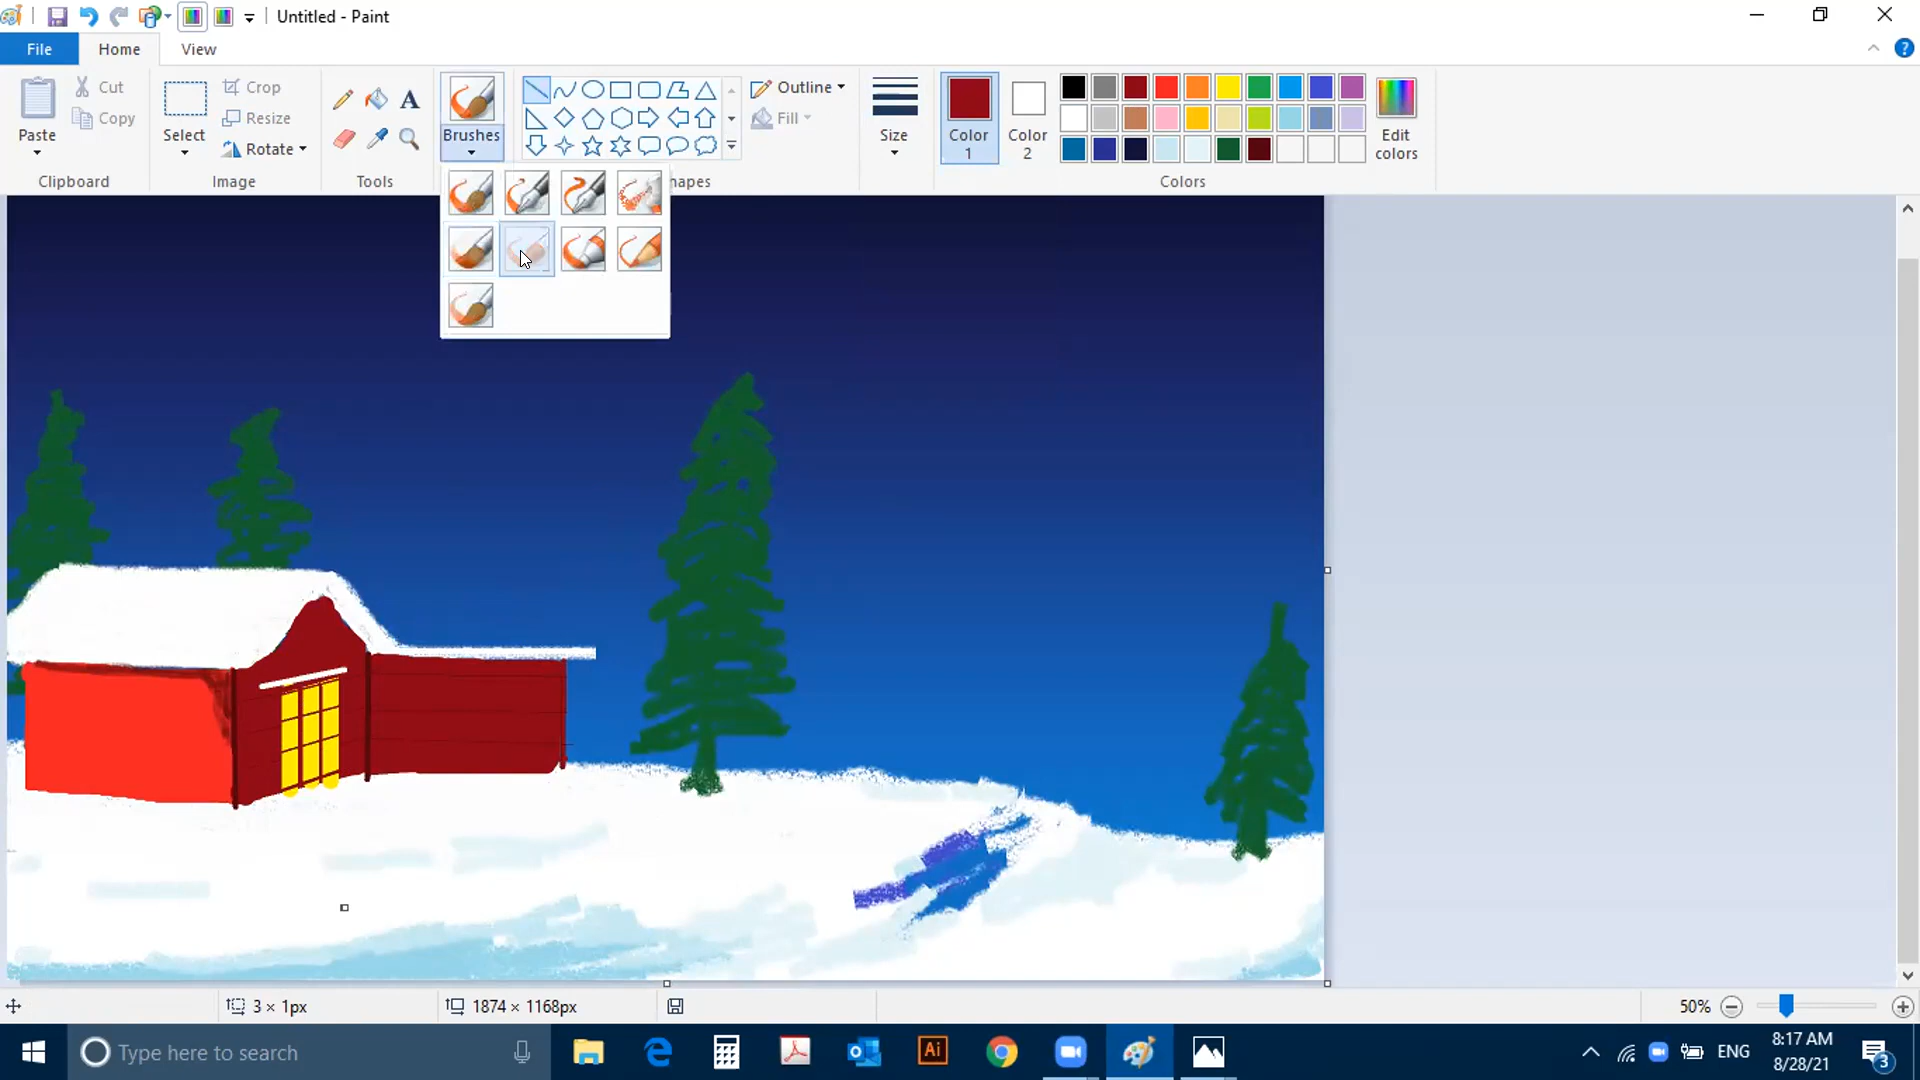 Untitled - Paint
File Home View
Paste
Cut
Copy
Clipboard
Select
Crop
Resize
Rotate
Image
A
Tools
Brushes
hapes
Outline
Fill
Size
Color
1
Color
2
Edit
colors
Colors
3 × 1px
1874 × 1168px
50%
Type here to search
Ai
ENG
8:17 AM
8/28/21
3